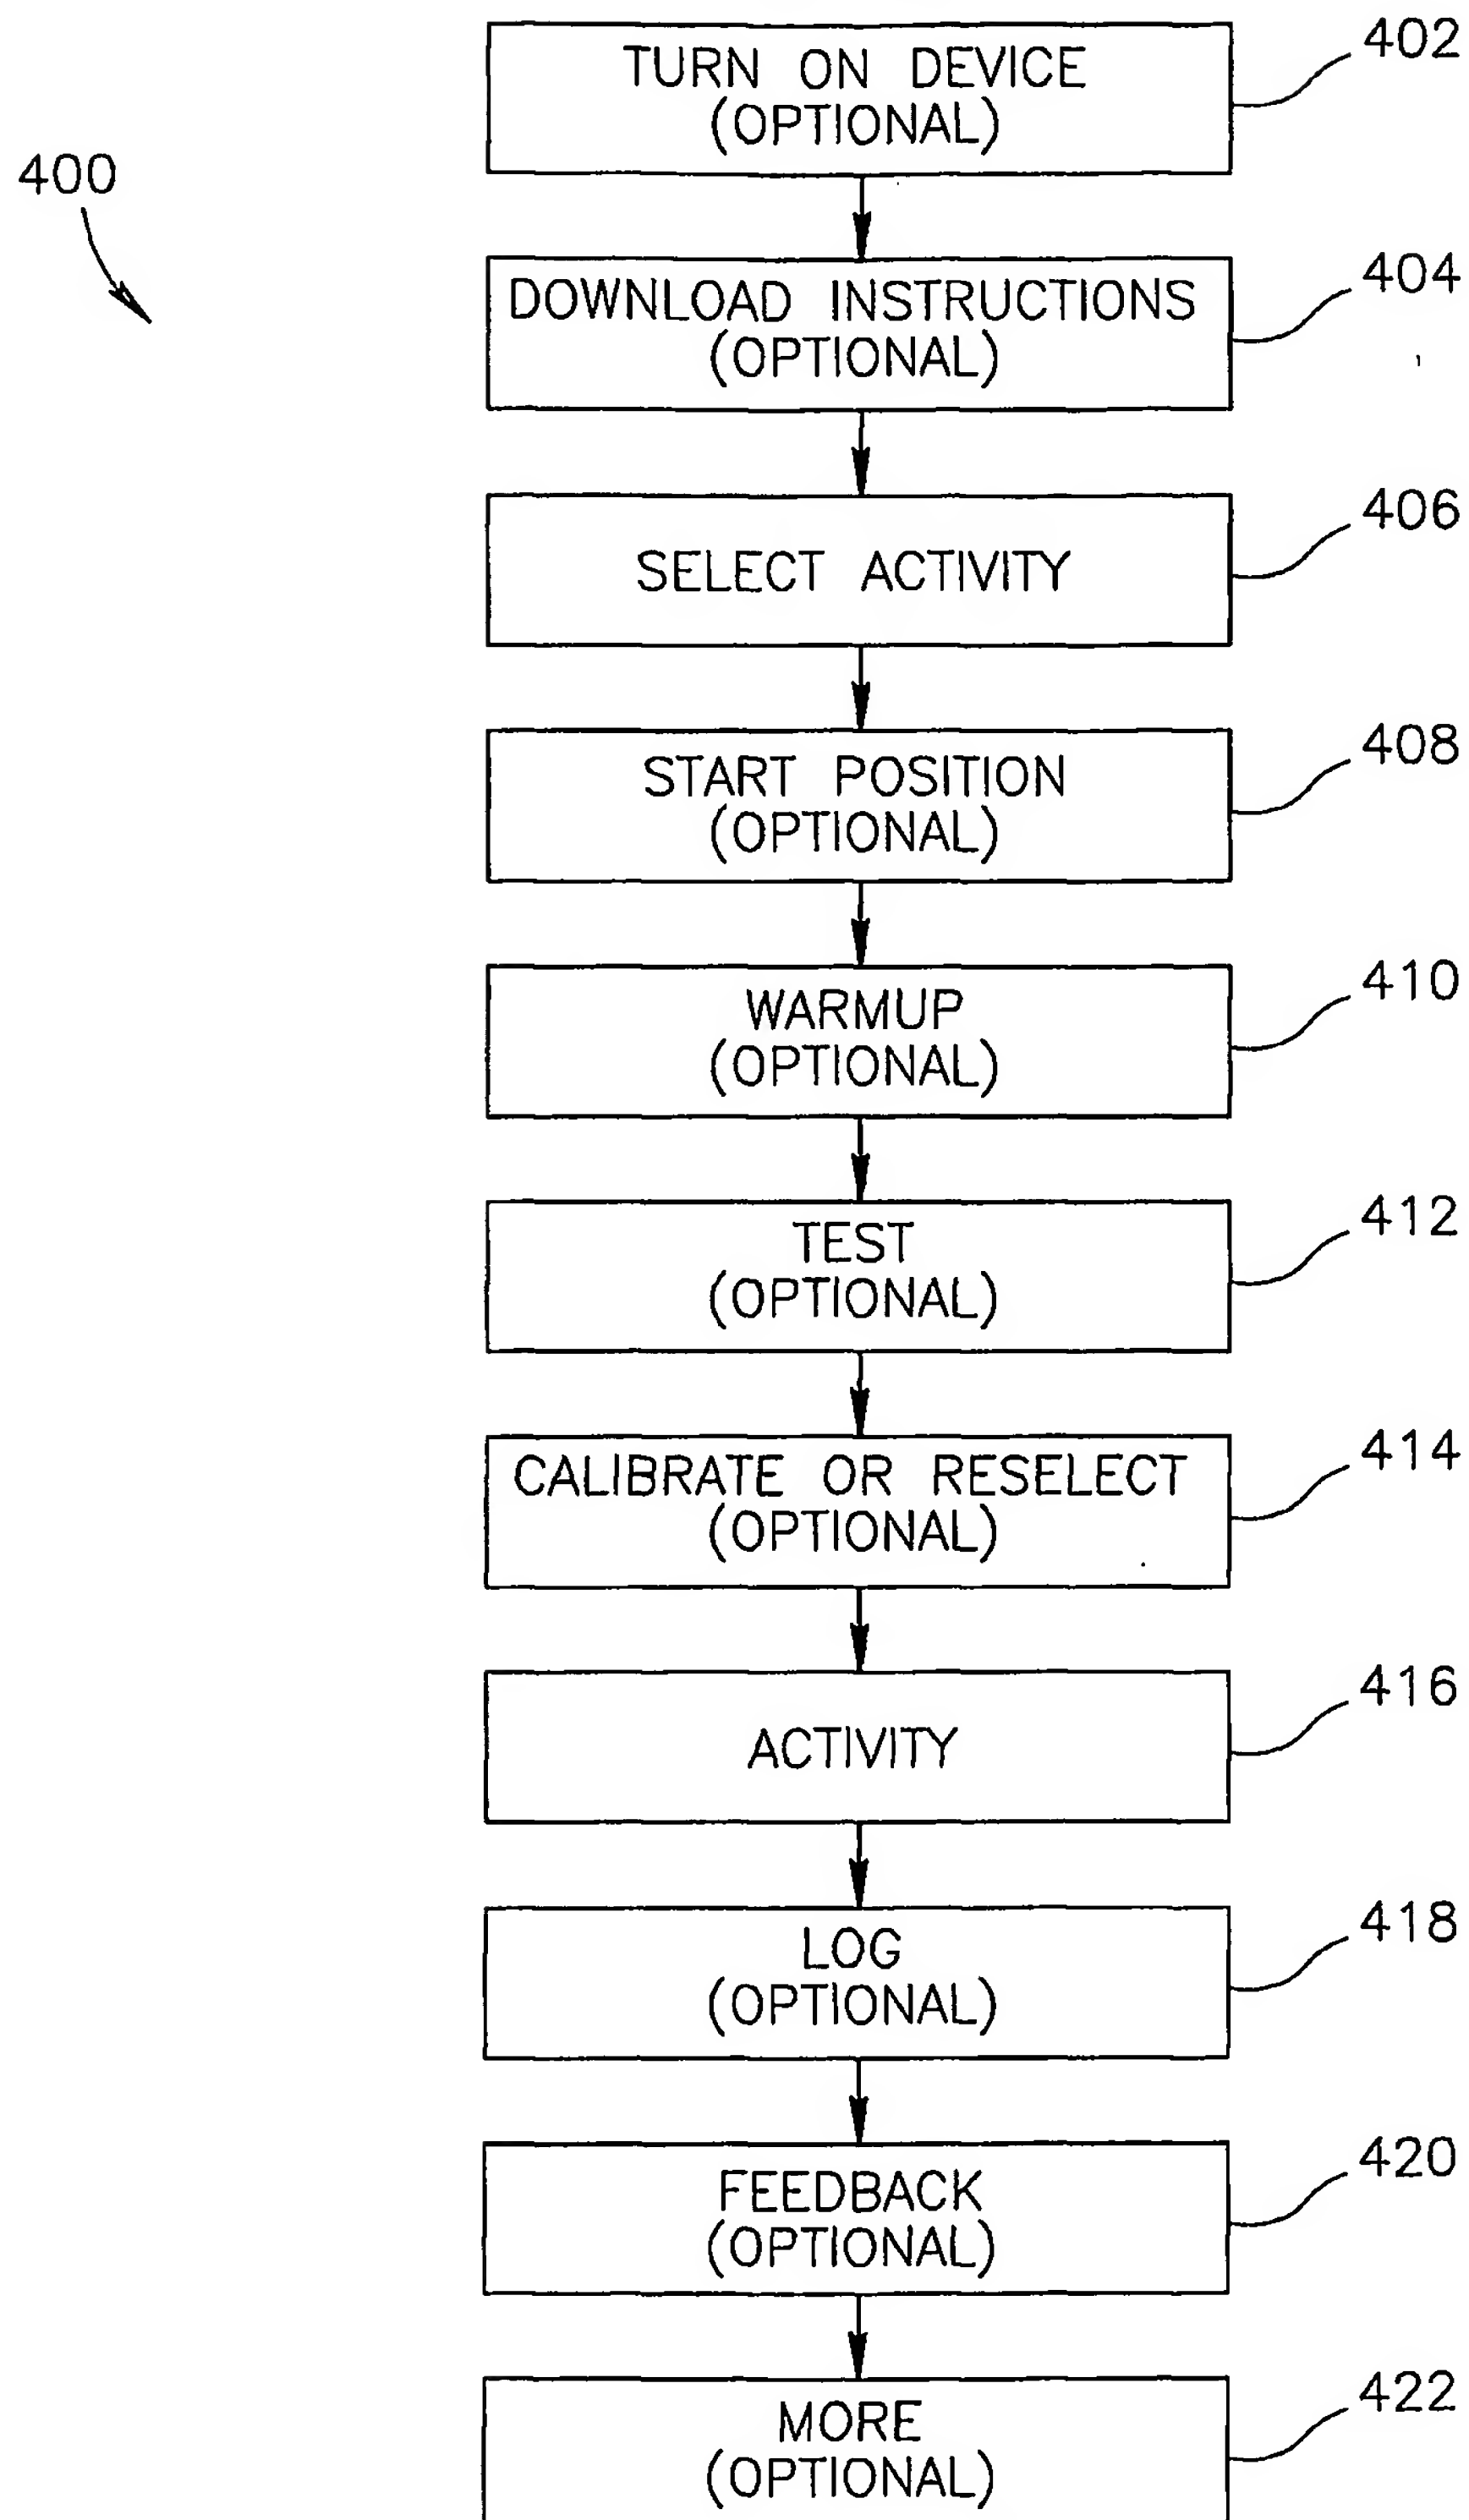 402
TURN ON DEVICE
(OPTIONAL)
400
404
DOWNLOAD INSTRUCTIONS
(OPTIONAL)
406
SELECT ACTIVITY
408
START POSITION
(OPTIONAL)
410
WARMUP
(OPTIONAL)
412
TEST
(OPTIONAL)
414
CALIBRATE OR RESELECT
(OPTIONAL)
416
ACTIVITY
418
LOG
(OPTIONAL)
420
FEEDBACK
(OPTIONAL)
422
MORE
(OPTIONAL)